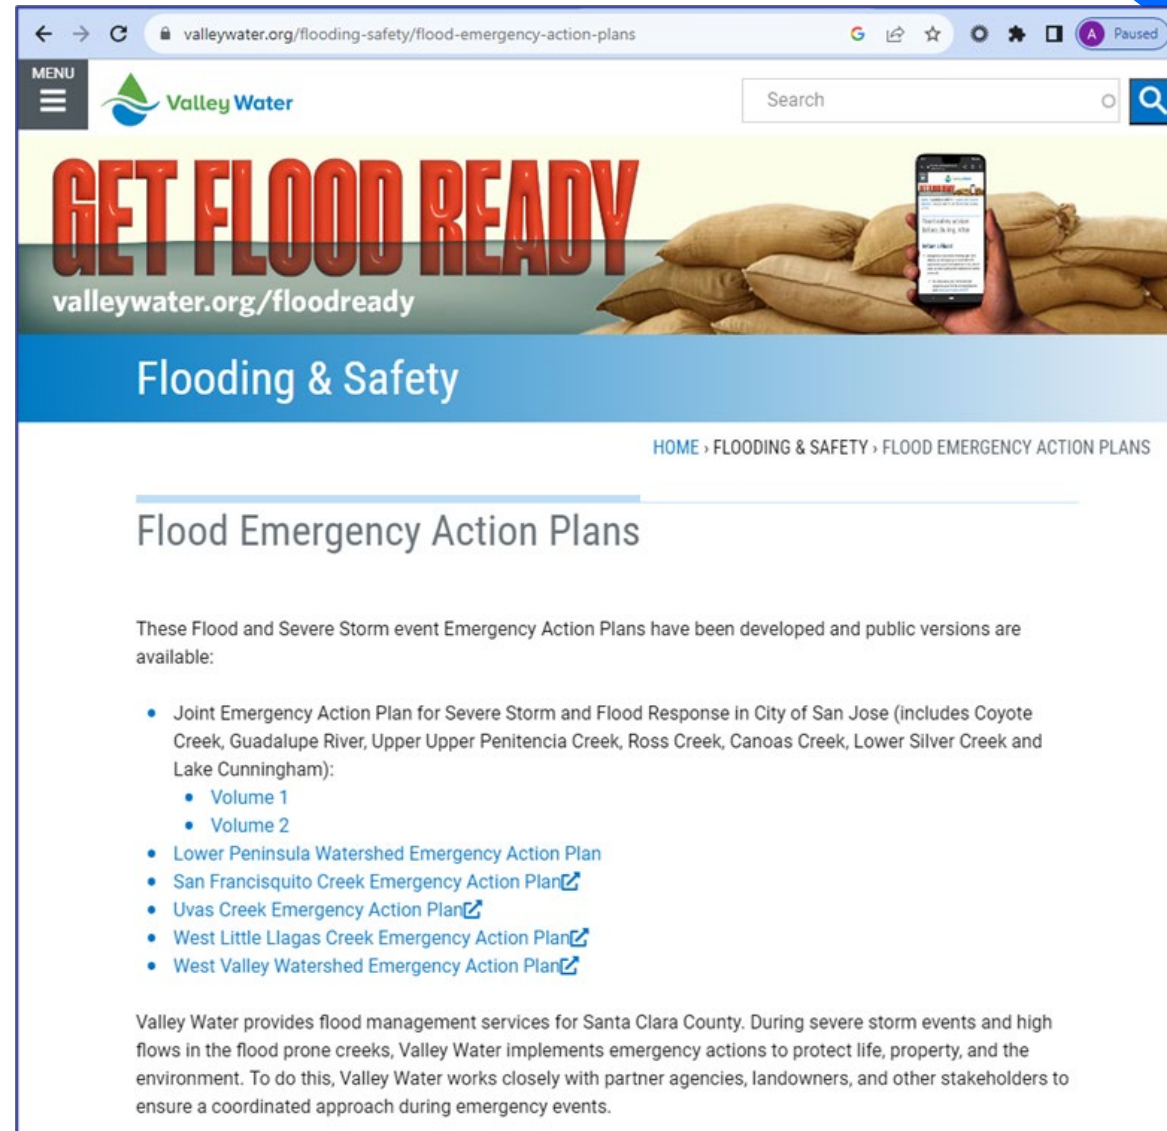 valleywater.org/flooding-safety/flood-emergency-action-plans
A Paused
MENU
Valley Water
Search
GET FLOOD READY
valleywater.org/floodready
Flooding & Safety
HOME › FLOODING & SAFETY › FLOOD EMERGENCY ACTION PLANS
Flood Emergency Action Plans
These Flood and Severe Storm event Emergency Action Plans have been developed and public versions are
available:
Joint Emergency Action Plan for Severe Storm and Flood Response in City of San Jose (includes Coyote
Creek, Guadalupe River, Upper Upper Penitencia Creek, Ross Creek, Canoas Creek, Lower Silver Creek and
Lake Cunningham):
Volume 1
Volume 2
Lower Peninsula Watershed Emergency Action Plan
San Francisquito Creek Emergency Action Plan
Uvas Creek Emergency Action Plan
West Little Llagas Creek Emergency Action Plan
West Valley Watershed Emergency Action Plan
Valley Water provides flood management services for Santa Clara County. During severe storm events and high
flows in the flood prone creeks, Valley Water implements emergency actions to protect life, property, and the
environment. To do this, Valley Water works closely with partner agencies, landowners, and other stakeholders to
ensure a coordinated approach during emergency events.